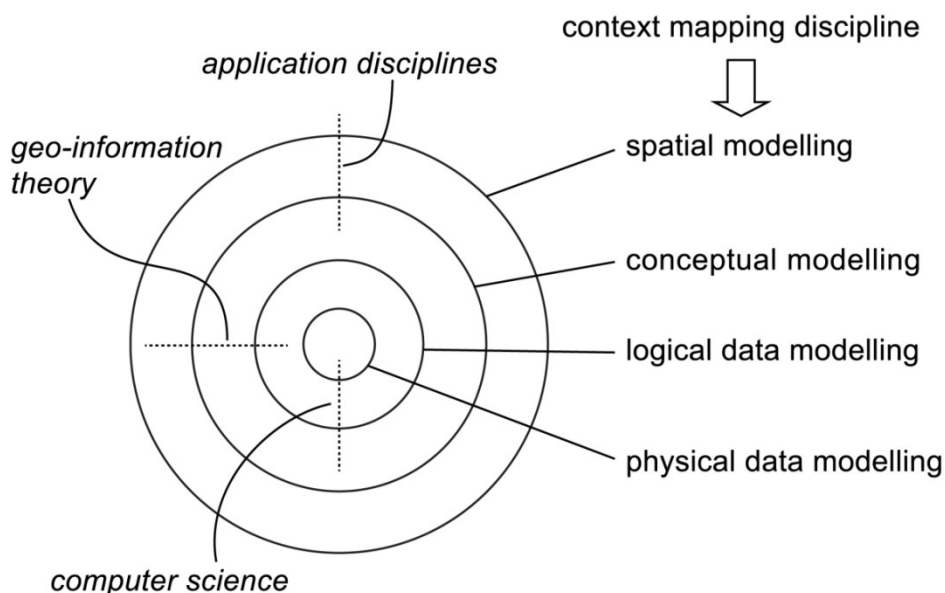 context mapping discipline
application disciplines
geo-information
theory
spatial modelling
conceptual modelling
logical data modelling
physical data modelling
computer science